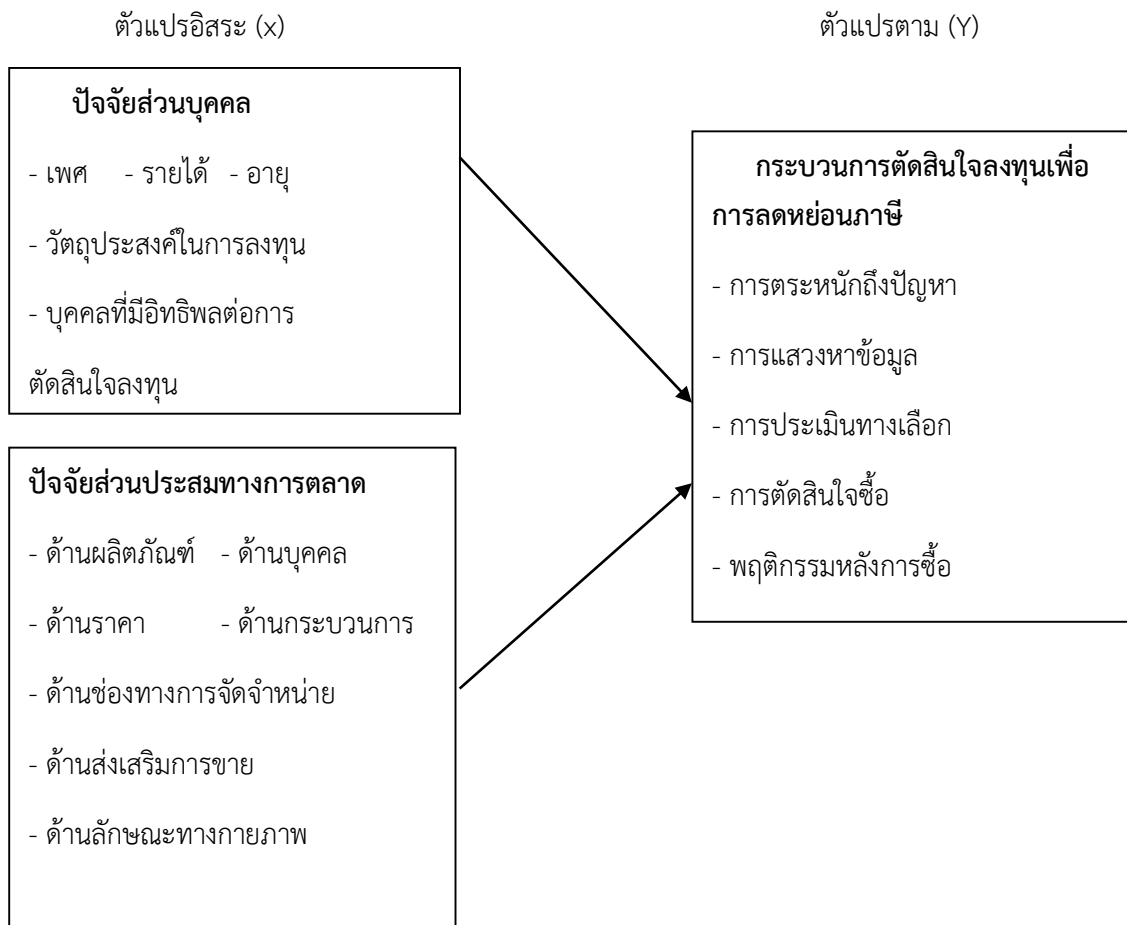 ตัวแปรอิสระ (x)
ตัวแปรตาม (Y)
ปัจจัยส่วนบุคคล
- เพศ - รายได้ - อายุ
- วัตถุประสงค์ในการลงทุน
- บุคคลที่มีอิทธิพลต่อการ
ตัดสินใจลงทุน
ปัจจัยส่วนประสมทางการตลาด
- ด้านผลิตภัณฑ์ - ด้านบุคคล
- ด้านราคา - ด้านกระบวนการ
- ด้านช่องทางการจัดจำหน่าย
- ด้านส่งเสริมการขาย
- ด้านลักษณะทางกายภาพ
กระบวนการตัดสินใจลงทุนเพื่อ
การลดหย่อนภาษี
- การตระหนักถึงปัญหา
- การแสวงหาข้อมูล
- การประเมินทางเลือก
- การตัดสินใจซื้อ
- พฤติกรรมหลังการซื้อ